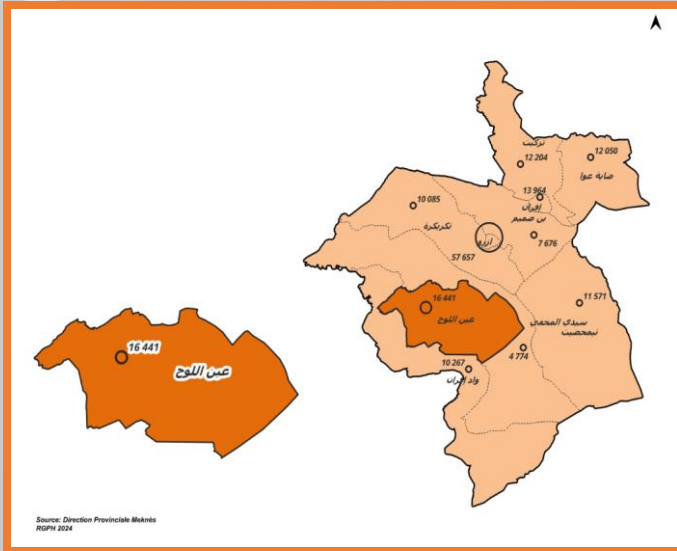 تزكيت
12 204
12 050
ضاية عوا
13 964
إفران
بن صميم
10 085
تكريكرة
ازرو
7 676
57 657
16 441
عين اللوح
11 571
سيدي المخفي
تيمحضيت
4 774
10 267
واد إفران
16 441
عين اللوح
Source: Direction Provinciale Meknès
RGPH 2024